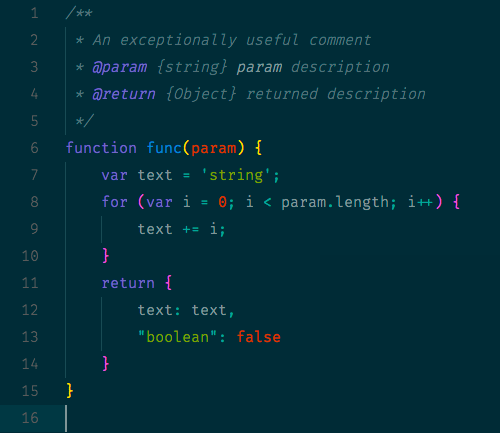 1 /**
2  * An exceptionally useful comment
3  * @param {string} param description
4  * @return {Object} returned description
5  */
6 function func(param) {
7     var text = 'string';
8     for (var i = 0; i < param.length; i++) {
9         text += i;
10     }
11     return {
12         text: text,
13         "boolean": false
14     }
15 }
16